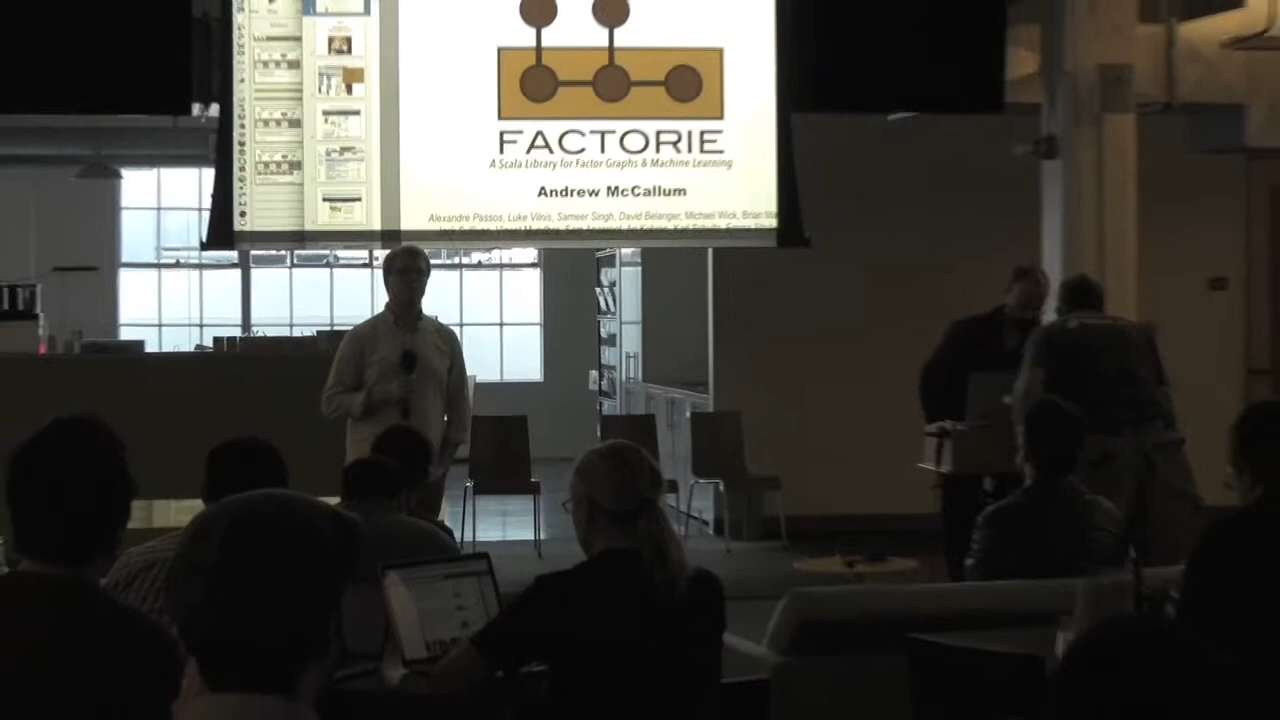 FACTORIE
A Scala Library for Factor Graphs & Machine Learning
Andrew McCallum
Alexandre Passos, Luke Vilnis, Sameer Singh, David Belanger, Michael Wick, Brian